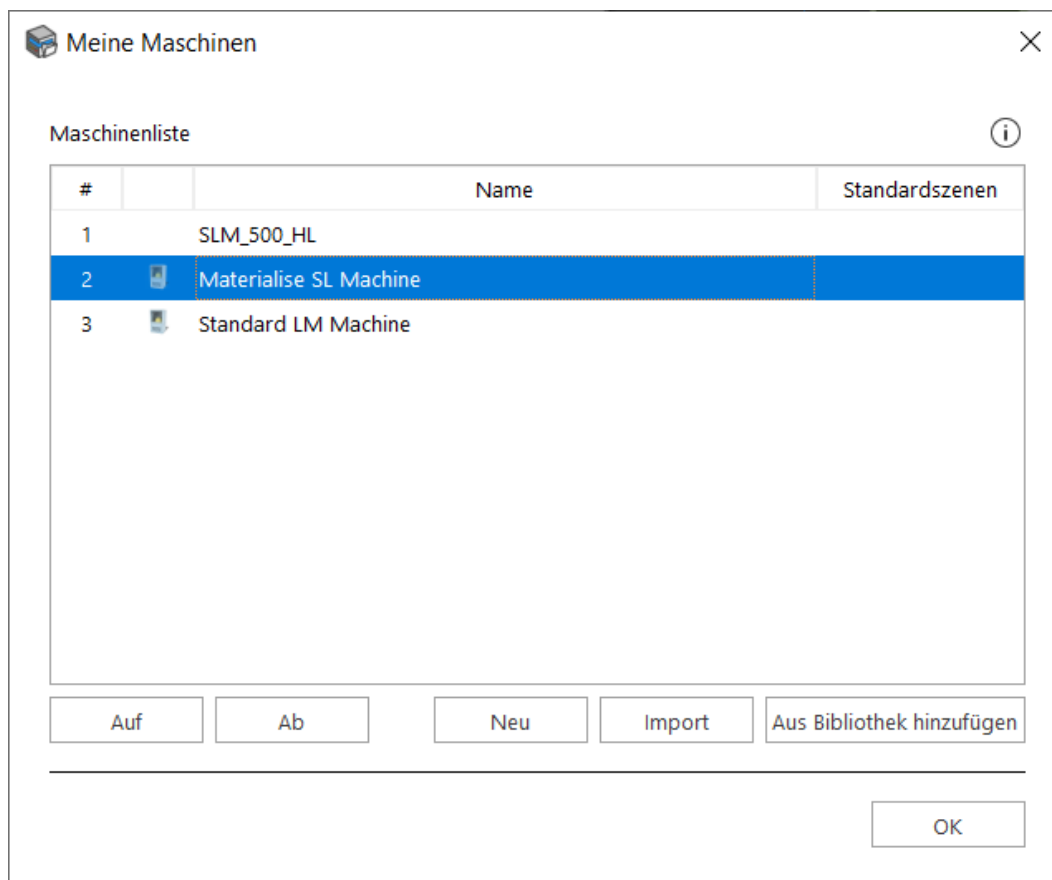 Meine Maschinen
Maschinenliste
# Name Standardszenen
1 SLM_500_HL
2 Materialise SL Machine
3 Standard LM Machine
Auf Ab Neu Import Aus Bibliothek hinzufügen
OK